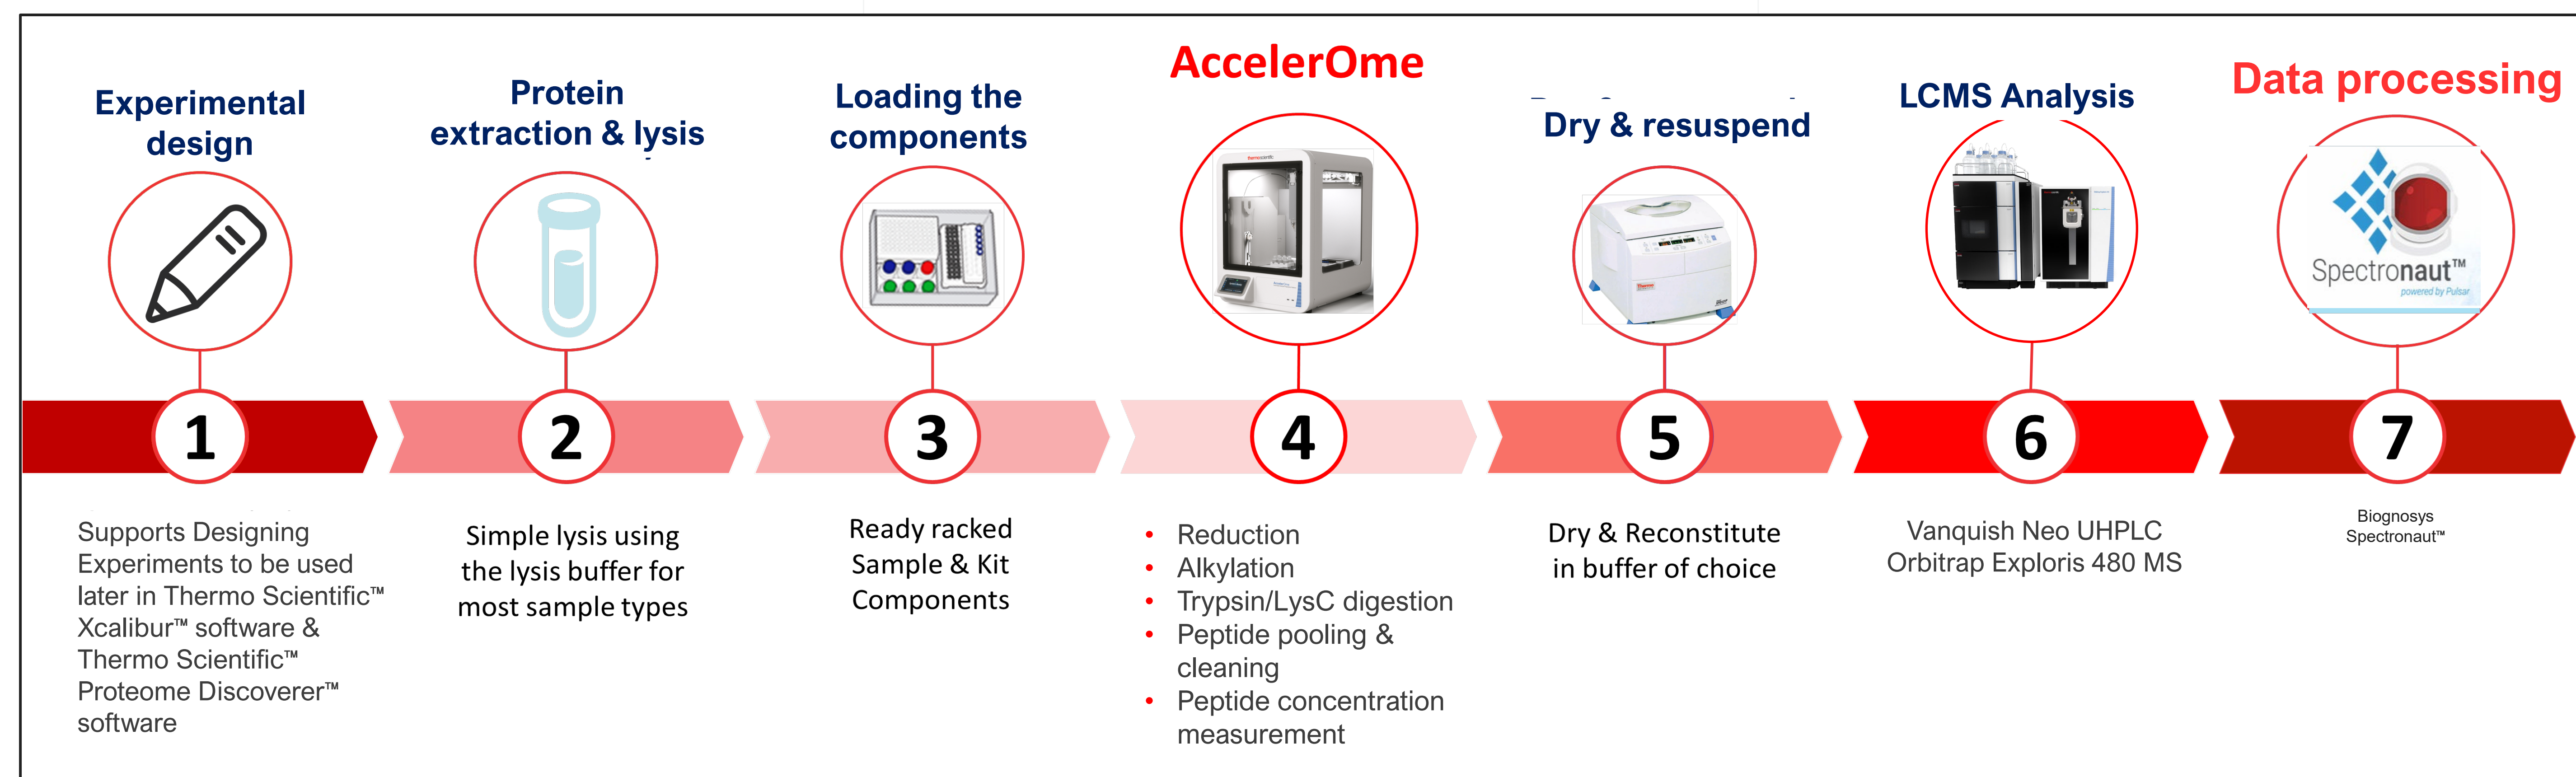 Experimental
design
Protein
extraction & lysis
Loading the
components
AccelerOme
Dry & resuspend
LCMS Analysis
Data processing
Spectronaut™
powered by Pulsar
1
2
3
4
5
6
7
Supports Designing
Experiments to be used
later in Thermo Scientific™
Xcalibur™ software &
Thermo Scientific™
Proteome Discoverer™
software
Simple lysis using
the lysis buffer for
most sample types
Ready racked
Sample & Kit
Components
• Reduction
• Alkylation
• Trypsin/LysC digestion
• Peptide pooling &
cleaning
• Peptide concentration
measurement
Dry & Reconstitute
in buffer of choice
Vanquish Neo UHPLC
Orbitrap Exploris 480 MS
Biognosys
Spectronaut™